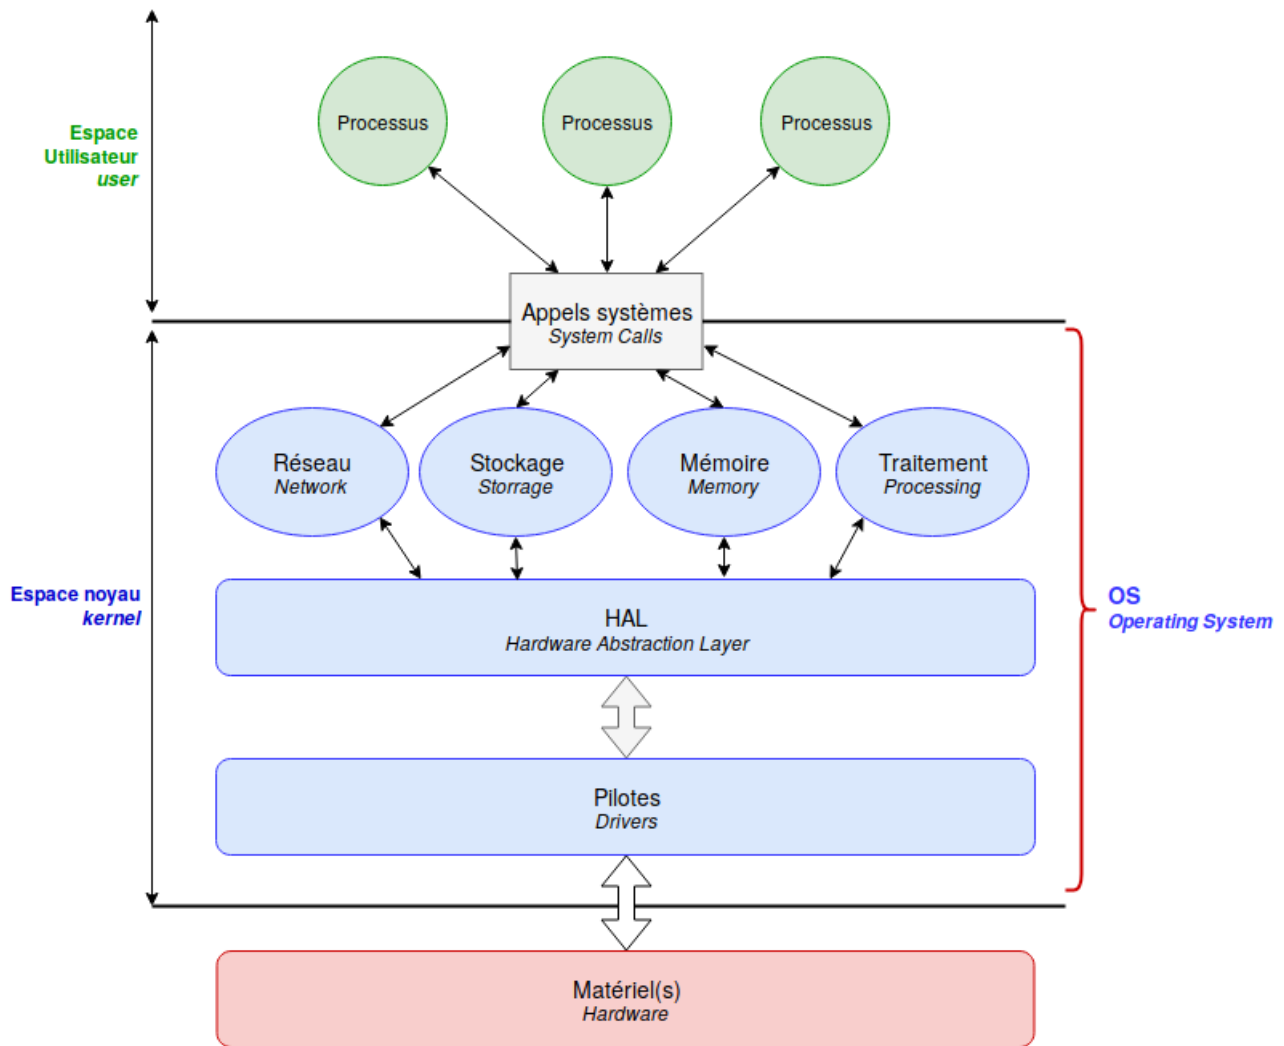 Processus
Processus
Processus
Espace
Utilisateur
user
Appels systèmes
System Calls
Réseau
Network
Stockage
Storrage
Mémoire
Memory
Traitement
Processing
Espace noyau
kernel
HAL
Hardware Abstraction Layer
OS
Operating System
Pilotes
Drivers
Matériel(s)
Hardware